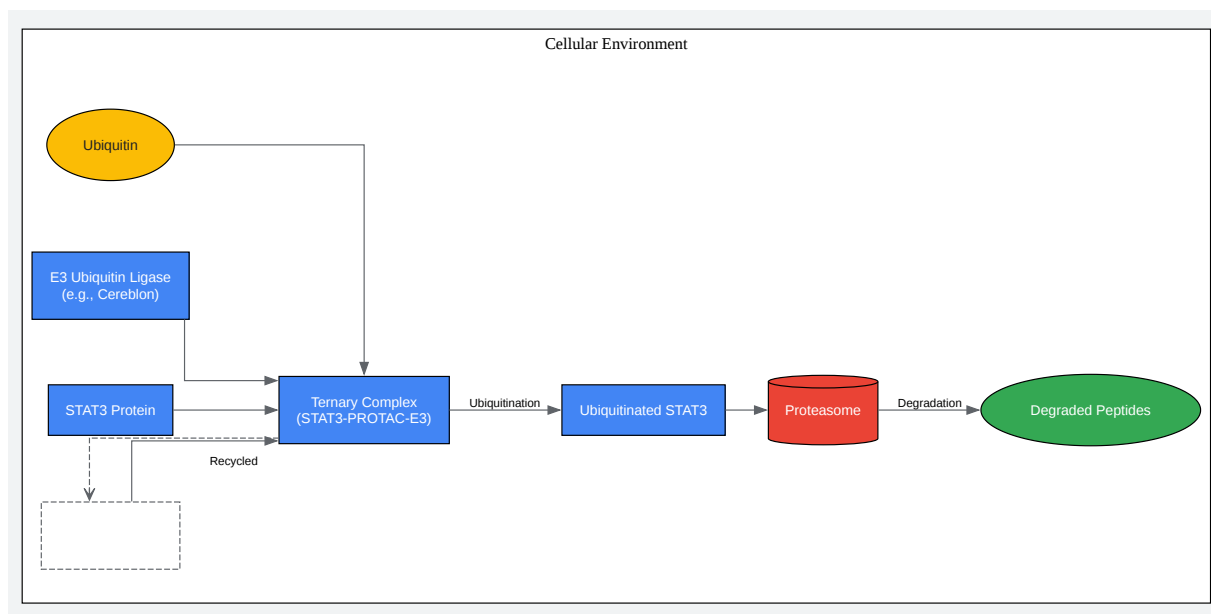 Cellular Environment
Ubiquitin
E3 Ubiquitin Ligase
(e.g., Cereblon)
STAT3 Protein
Ternary Complex
(STAT3-PROTAC-E3)
Recycled
Ubiquitination
Ubiquitinated STAT3
Proteasome
Degradation
Degraded Peptides